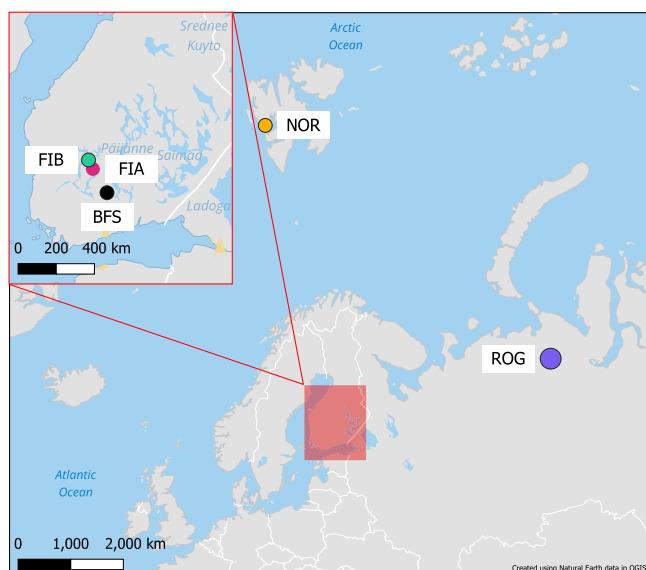 Srednee
Kuyto
Arctic
Ocean
NOR
Päijänne
Saimaa
FIB
FIA
BFS
Ladoga
0 200 400 km
ROG
Atlantic
Ocean
0 1,000 2,000 km
Created using Natural Earth data in QGIS